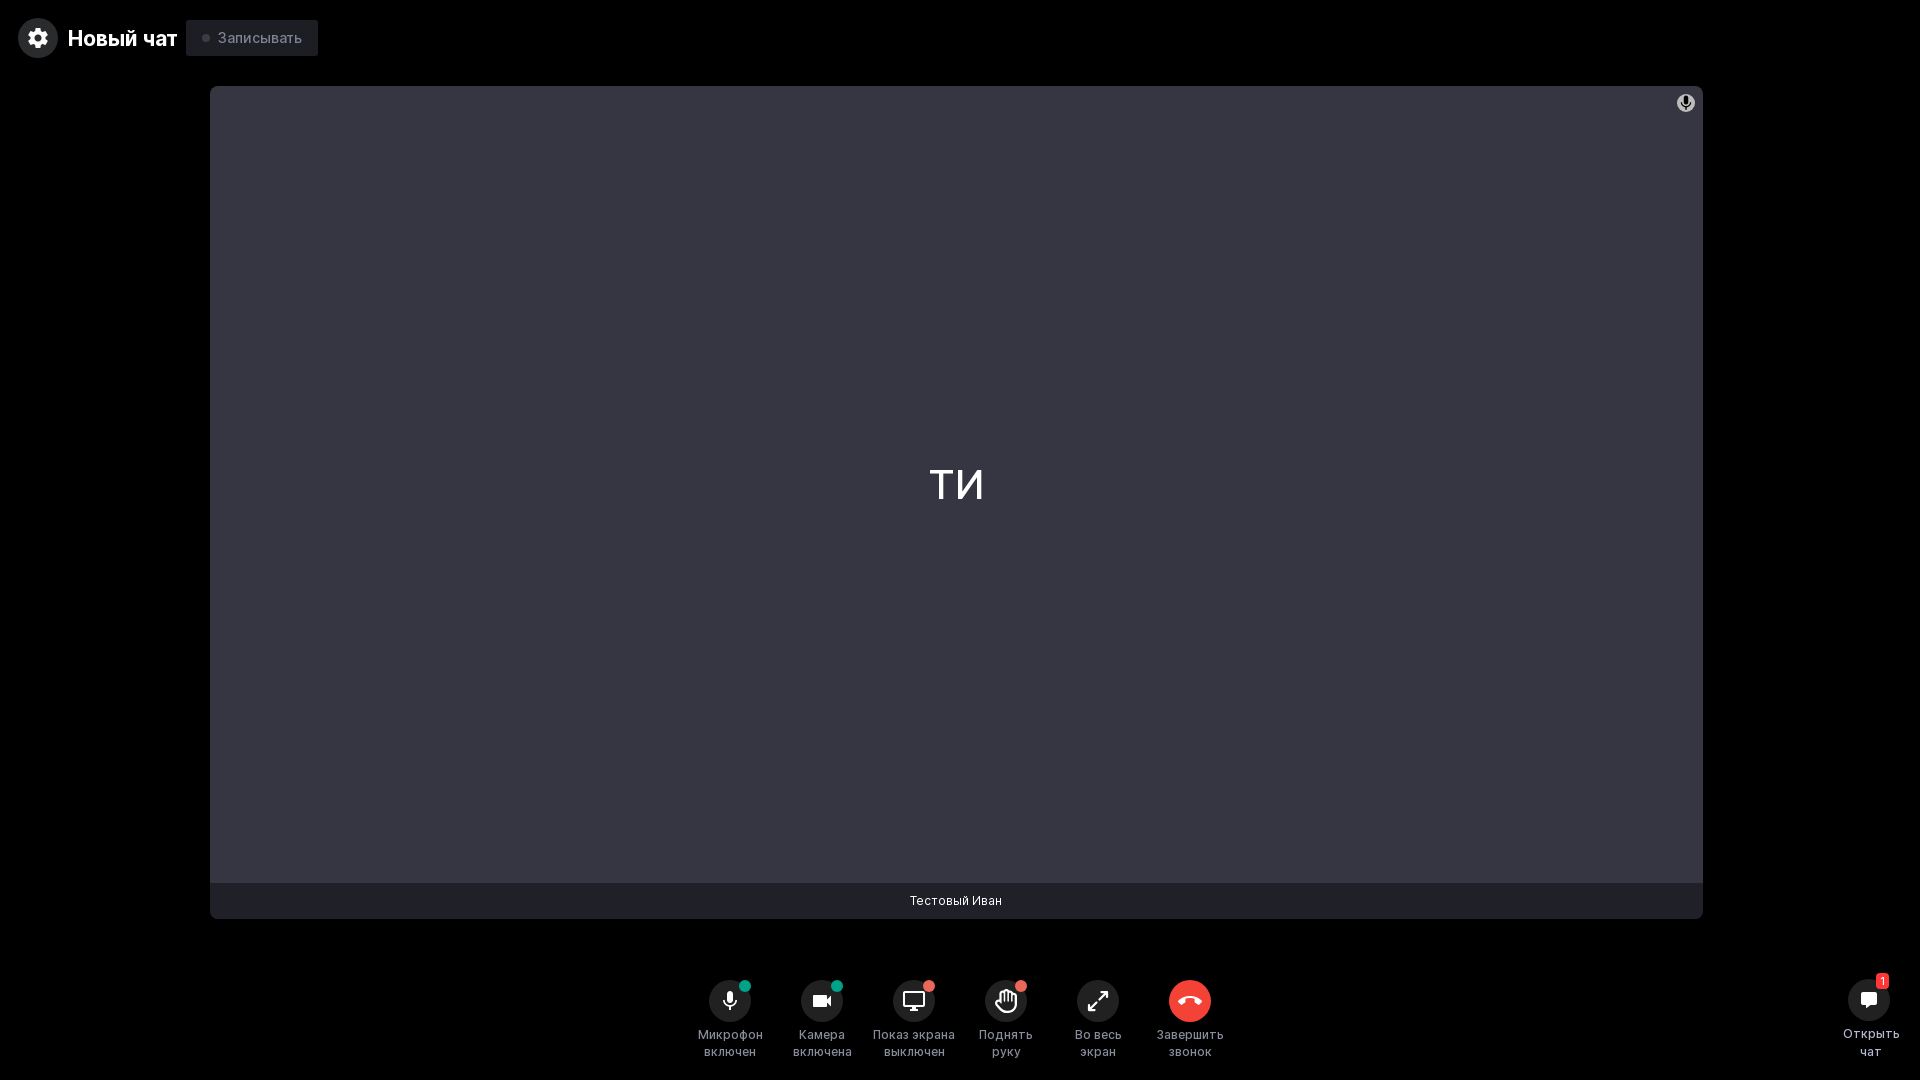 Новый чат
Записывать
ТИ
Тестовый Иван
Микрофон
включен
Камера
включена
Показ экрана
выключен
Поднять
руку
Во весь
экран
Завершить
звонок
1
Открыть
чат